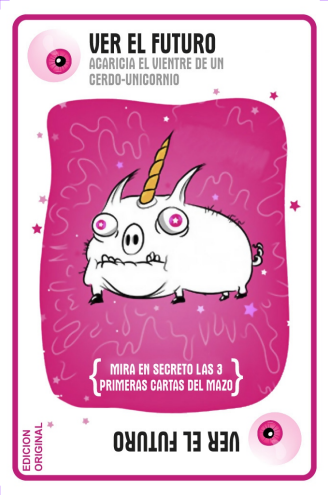 VER EL FUTURO
ACARICIA EL VIENTRE DE UN
CERDO-UNICORNIO
MIRA EN SECRETO LAS 3
PRIMERAS CARTAS DEL MAZO
EDICION
ORIGINAL
VER EL FUTURO